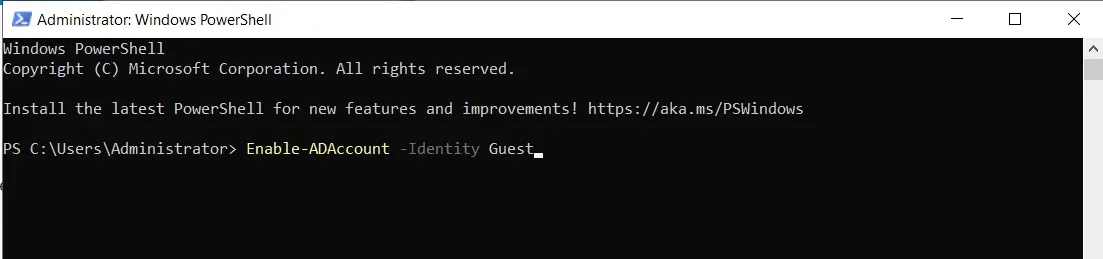 Administrator: Windows PowerShell
Windows PowerShell
Copyright (C) Microsoft Corporation. All rights reserved.
Install the latest PowerShell for new features and improvements! https://aka.ms/PSWindows
PS C:\Users\Administrator> Enable-ADAccount -Identity Guest